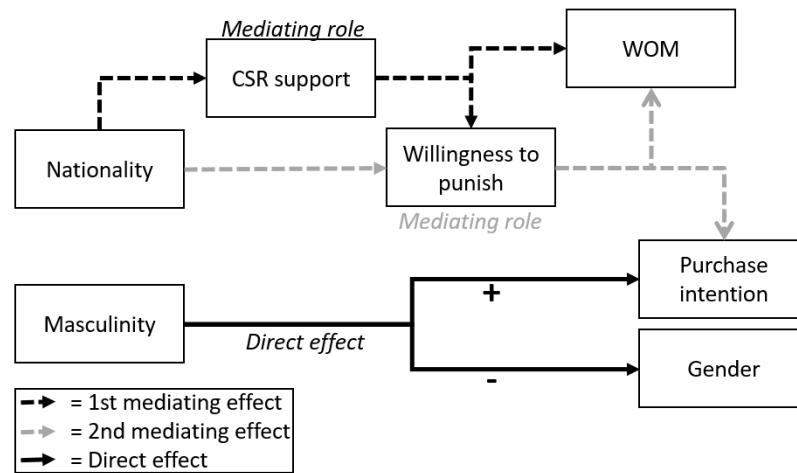 Mediating role
CSR support
WOM
Nationality
Willingness to
punish
Mediating role
Purchase
intention
Masculinity
+
Direct effect
-
Gender
= 1st mediating effect
= 2nd mediating effect
= Direct effect